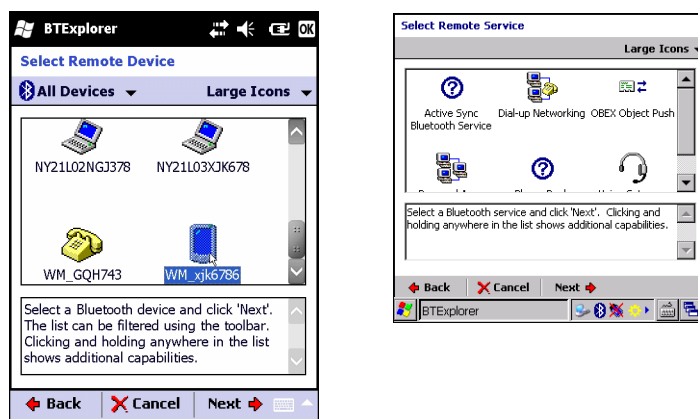 BTExplorer
OK
Select Remote Device
All Devices
Large Icons
NY21L02NGJ378
NY21L03XJK678
WM_GQH743
WM_xjk6786
Select a Bluetooth device and click 'Next'.
The list can be filtered using the toolbar.
Clicking and holding anywhere in the list
shows additional capabilities.
Back
Cancel
Next
Select Remote Service
Large Icons
Active Sync
Bluetooth Service
Dial-up Networking
OBEX Object Push
Select a Bluetooth service and click 'Next'. Clicking and
holding anywhere in the list shows additional capabilities.
Back
Cancel
Next
BTExplorer